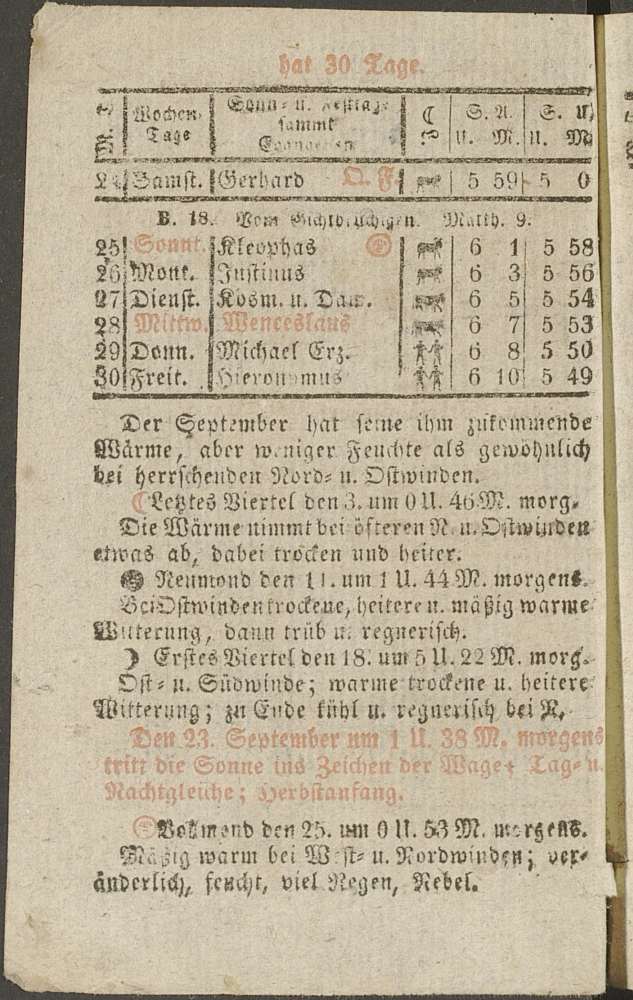 hat 30 Tage.
Wochen- Sonn- u. Festtage S. A. S. U.
Tage sammt U. M. U. M.
24 Samst. Gerhard Q. F. 5 59 5 0
B. 18. Vom Gichtbrüchigen. Matth. 9.
25 Sonnt. Kleophas 6 1 5 58
26 Mont. Justinus 6 3 5 56
27 Dienst. Kosm. u. Dam. 6 5 5 54
28 Mittw. Wenceslaus 6 7 5 53
29 Donn. Michael Erz. 6 8 5 50
30 Freit. Hieronymus 6 10 5 49
Der September hat seine ihm zukommende
Wärme, aber weniger Feuchte als gewöhnlich
bei herrschenden Nord- u. Ostwinden.
☾ Letztes Viertel den 3. um 0 U. 46 M. morg.
Die Wärme nimmt bei öfteren N. u. Ostwinden
etwas ab, dabei trocken und heiter.
Neumond den 11. um 1 U. 44 M. morgens.
Bei Ostwinden trockene, heitere u. mäßig warme
Witterung, dann trüb u. regnerisch.
☽ Erstes Viertel den 18. um 5 U. 22 M. morg.
Ost- u. Südwinde; warme trockene u. heitere
Witterung; zu Ende kühl u. regnerisch bei N.
Den 23. September um 1 U. 38 M. morgens
tritt die Sonne ins Zeichen der Wage; Tag- u.
Nachtgleiche; Herbstanfang.
Vollmond den 25. um 0 U. 53 M. morgens.
Mäßig warm bei West- u. Nordwinden; ver-
änderlich, feucht, viel Regen, Nebel.